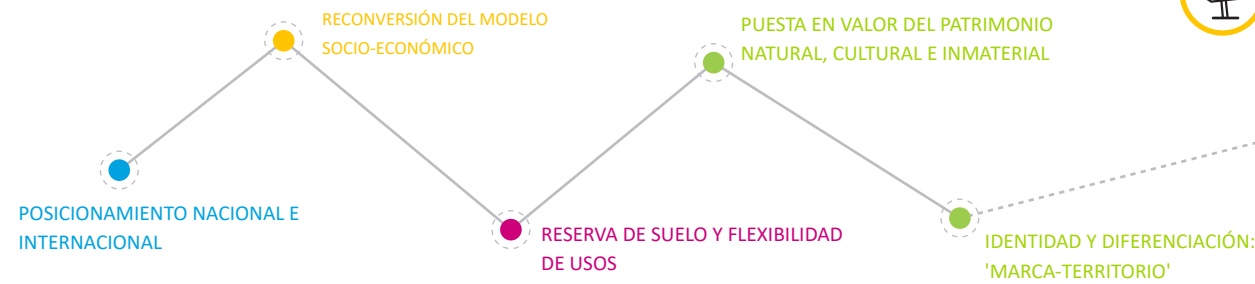 RECONVERSIÓN DEL MODELO
SOCIO-ECONÓMICO
PUESTA EN VALOR DEL PATRIMONIO
NATURAL, CULTURAL E INMATERIAL
POSICIONAMIENTO NACIONAL E
INTERNACIONAL
RESERVA DE SUELO Y FLEXIBILIDAD
DE USOS
IDENTIDAD Y DIFERENCIACIÓN:
'MARCA-TERRITORIO'